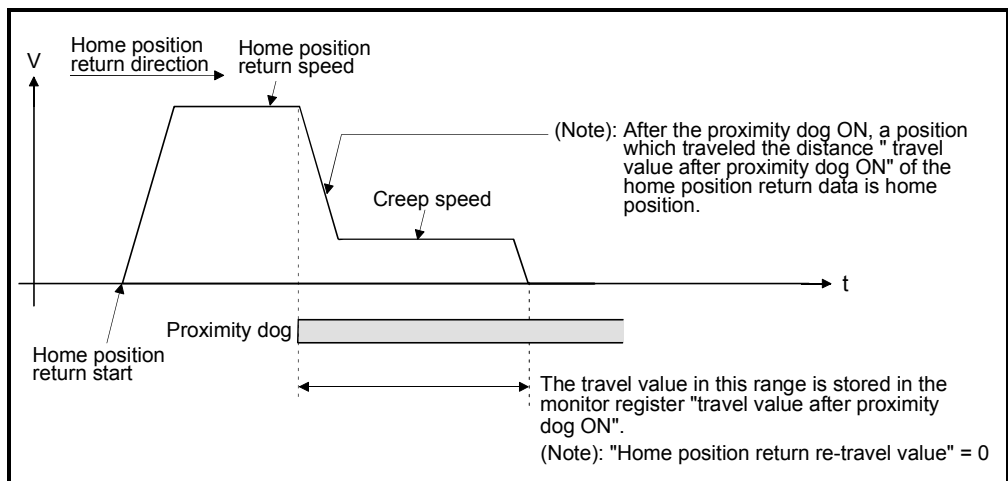 V
Home position
return direction
Home position
return speed
(Note): After the proximity dog ON, a position
which traveled the distance " travel
value after proximity dog ON" of the
home position return data is home
position.
Creep speed
t
Proximity dog
Home position
return start
The travel value in this range is stored in the
monitor register "travel value after proximity
dog ON".
(Note): "Home position return re-travel value" = 0